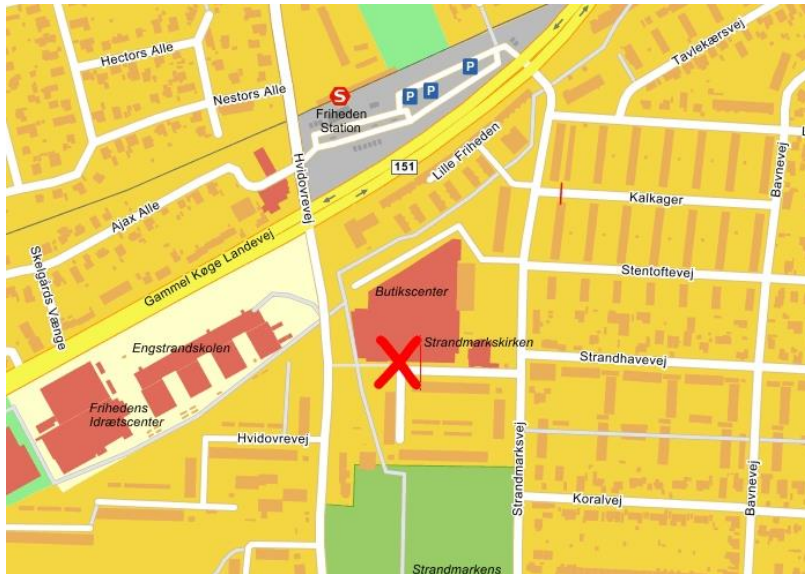 Hectors Alle
Tavlekærsvej
Nestors Alle
S
P
P
P
Friheden
Station
Lille Friheden
151
Hvidovrevej
Bavnevej
Kalkager
Ajax Alle
Skelgårds Vænge
Gammel Køge Landevej
Stentoftevej
Butikscenter
Engstrandskolen
Strandmarkskirken
Strandhavevej
Frihedens
Idrætscenter
Hvidovrevej
Strandmarksvej
Bavnevej
Koralvej
Strandmarkens